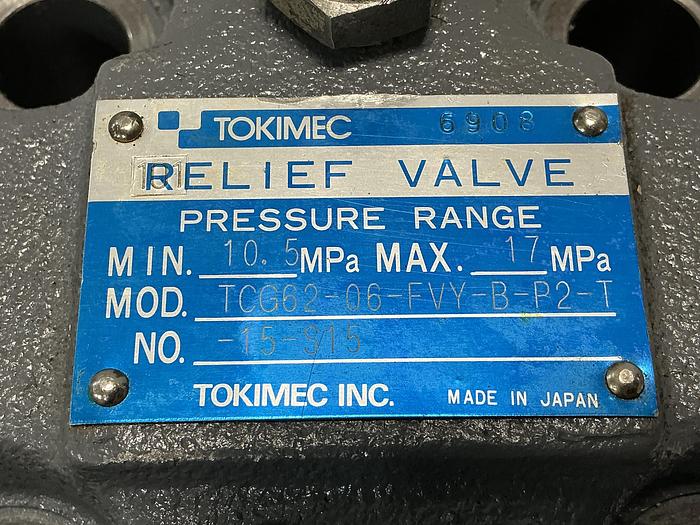 TOKIMEC 6908
RELIEF VALVE
PRESSURE RANGE
MIN. 10.5 MPa MAX. 17 MPa
MOD. TCG62-06-FVY-B-P2-T
NO. -15-S15
TOKIMEC INC. MADE IN JAPAN